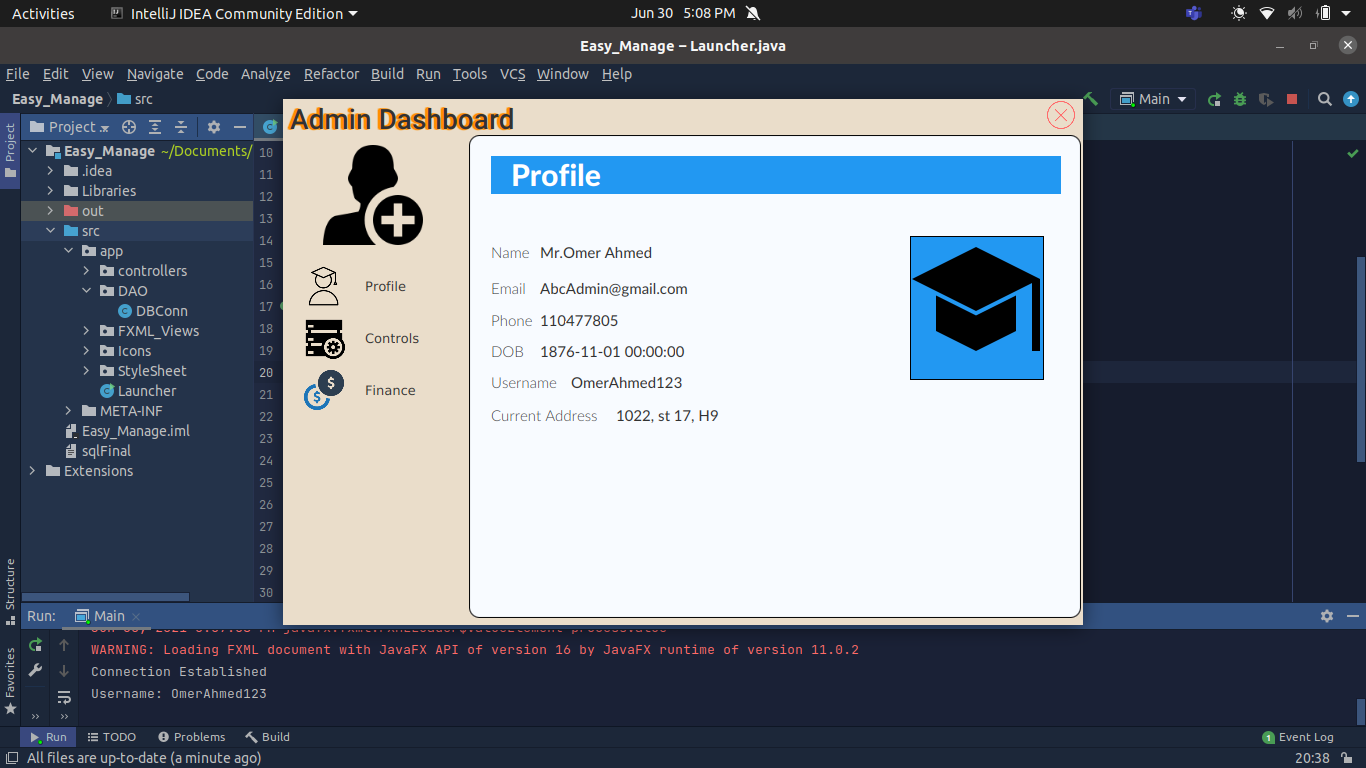 Activities IntelliJ IDEA Community Edition Jun 30 5:08 PM
Easy_Manage – Launcher.java
File Edit View Navigate Code Analyze Refactor Build Run Tools VCS Window Help
Easy_Manage src Main
Project
Project
Easy_Manage ~/Documents/
.idea
Libraries
out
src
app
controllers
DAO
DBConn
FXML_Views
Icons
StyleSheet
Launcher
META-INF
Easy_Manage.iml
sqlFinal
Extensions
10
11
12
13
14
15
16
17
18
19
20
21
22
23
24
25
26
27
28
29
30
Admin Dashboard
Profile
Controls
Finance
Profile
Name Mr.Omer Ahmed
Email AbcAdmin@gmail.com
Phone 110477805
DOB 1876-11-01 00:00:00
Username OmerAhmed123
Current Address 1022, st 17, H9
Structure
Favorites
Run: Main
WARNING: Loading FXML document with JavaFX API of version 16 by JavaFX runtime of version 11.0.2
Connection Established
Username: OmerAhmed123
Run TODO Problems Build 1 Event Log
All files are up-to-date (a minute ago) 20:38